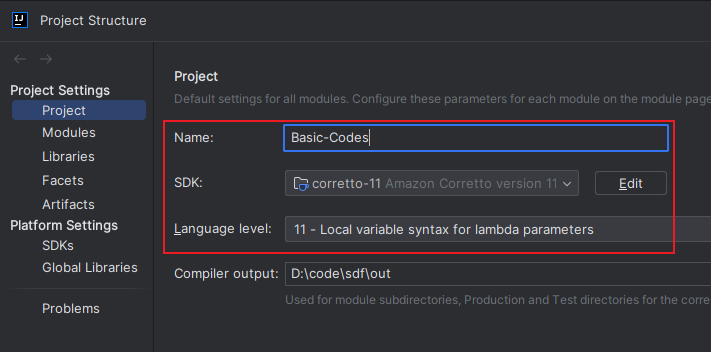 IJ Project Structure
Project Settings
Project
Modules
Libraries
Facets
Artifacts
Platform Settings
SDKs
Global Libraries
Problems
Project
Default settings for all modules. Configure these parameters for each module on the module page
Name: Basic-Codes
SDK: corretto-11 Amazon Corretto version 11 Edit
Language level: 11 - Local variable syntax for lambda parameters
Compiler output: D:\code\sdf\out
Used for module subdirectories, Production and Test directories for the corre